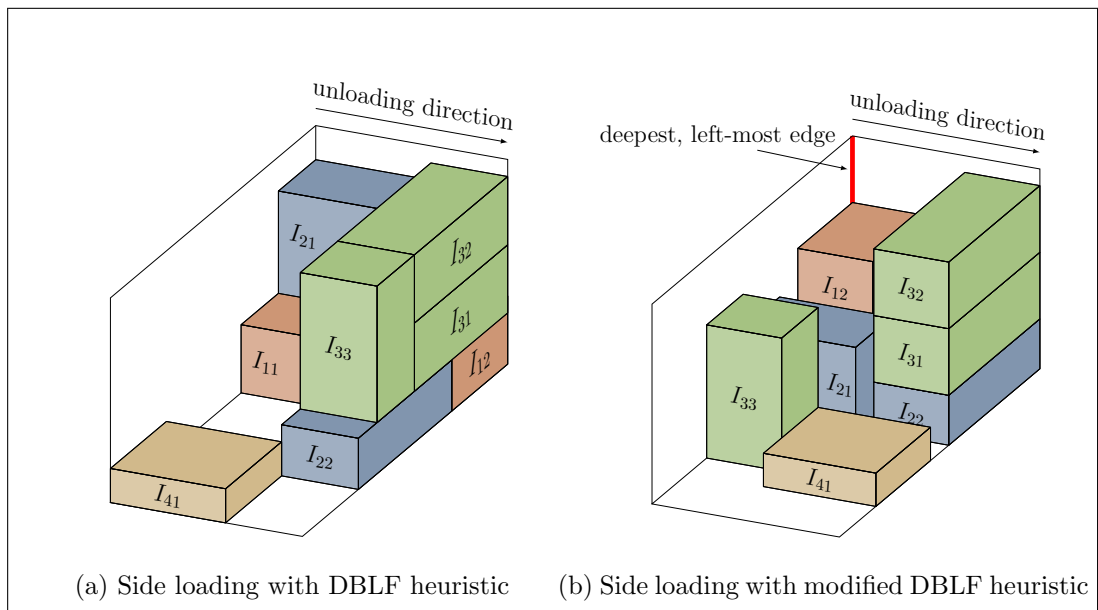 unloading direction
I21
I32
I31
I33
I11
I12
I22
I41
(a) Side loading with DBLF heuristic
unloading direction
deepest, left-most edge
I12
I32
I31
I33
I21
I22
I41
(b) Side loading with modified DBLF heuristic